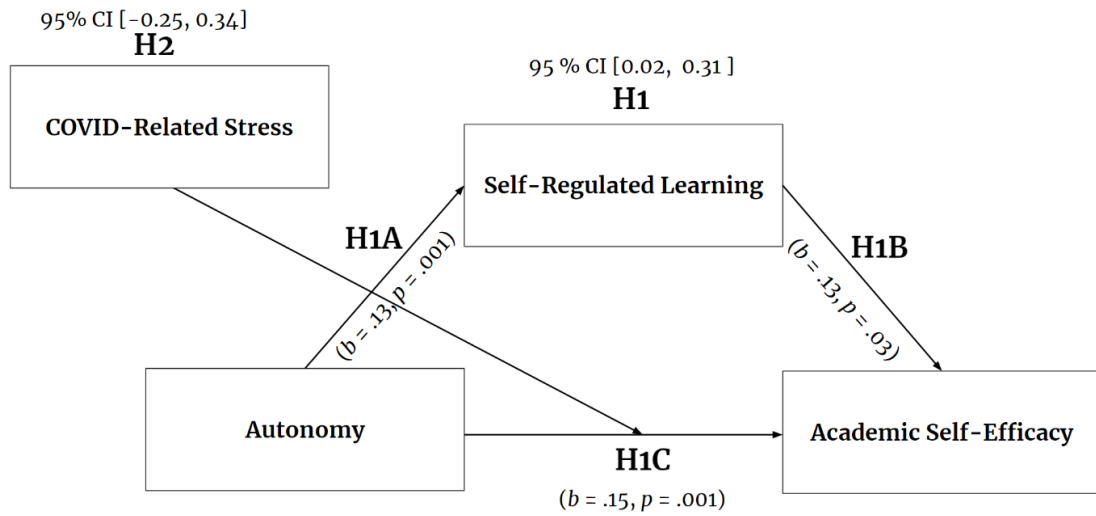 95% CI [-0.25, 0.34]
H2
COVID-Related Stress
95 % CI [0.02, 0.31 ]
H1
Self-Regulated Learning
H1A
(b = .13, p = .001)
H1B
(b = .13, p = .03)
Autonomy
Academic Self-Efficacy
H1C
(b = .15, p = .001)